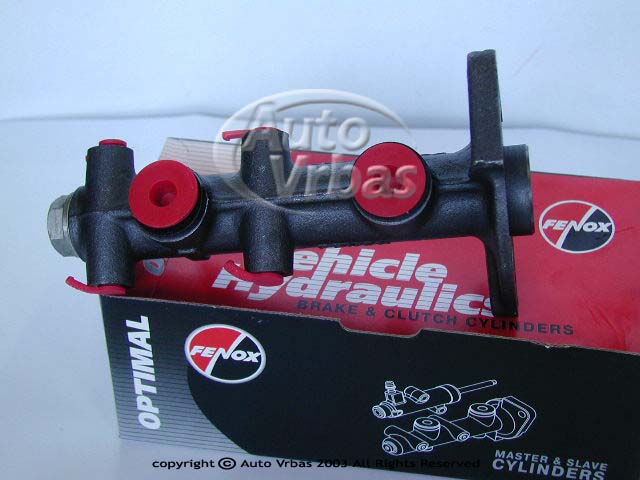 Auto
Vrbas
FENOX
Vehicle
Hydraulics
BRAKE & CLUTCH CYLINDERS
OPTIMAL
FENOX
MASTER & SLAVE
CYLINDERS
copyright © Auto Vrbas 2003 All Rights Reserved